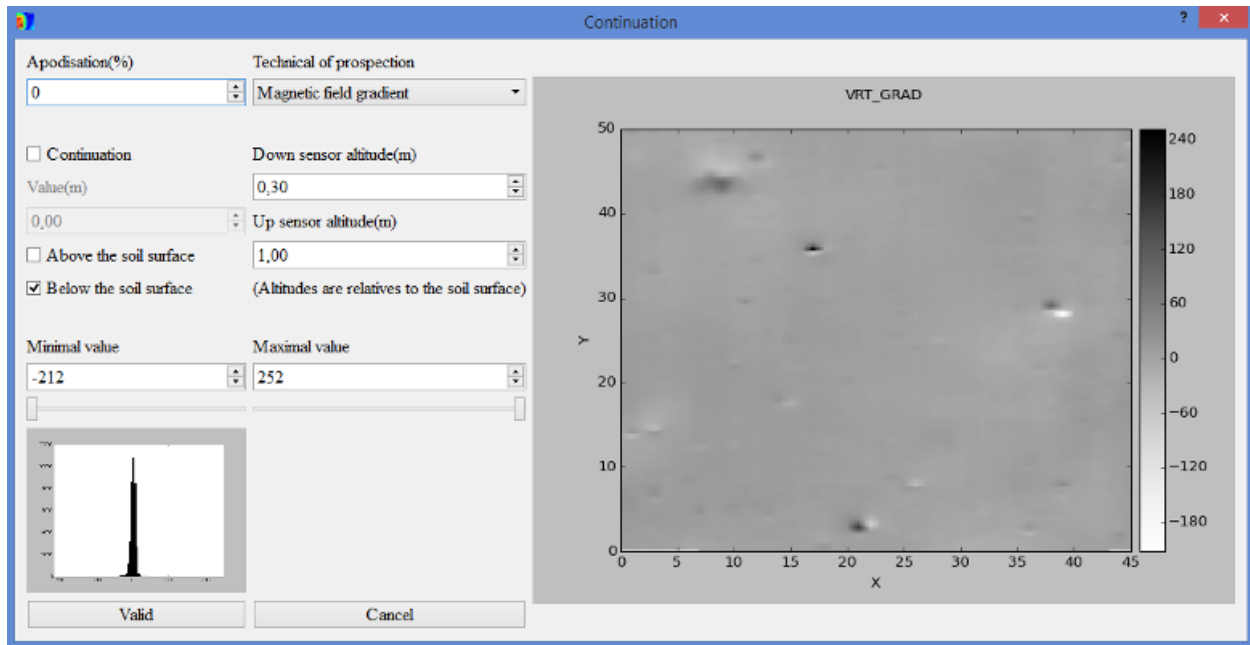 Continuation
?
×
Apodisation(%)
Technical of prospection
0
Magnetic field gradient
Continuation
Down sensor altitude(m)
Value(m)
0,30
0,00
Up sensor altitude(m)
Above the soil surface
1,00
Below the soil surface
(Altitudes are relatives to the soil surface)
Minimal value
Maximal value
-212
252
Valid
Cancel
VRT_GRAD
50
40
30
20
10
0
Y
0 5 10 15 20 25 30 35 40 45
X
240
180
120
60
0
−60
−120
−180